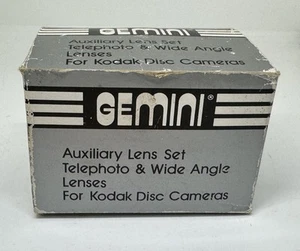 Auxiliary Lens Set
Telephoto & Wide Angle
Lenses
For Kodak Disc Cameras
GEMINI®
Auxiliary Lens Set
Telephoto & Wide Angle
Lenses
For Kodak Disc Cameras